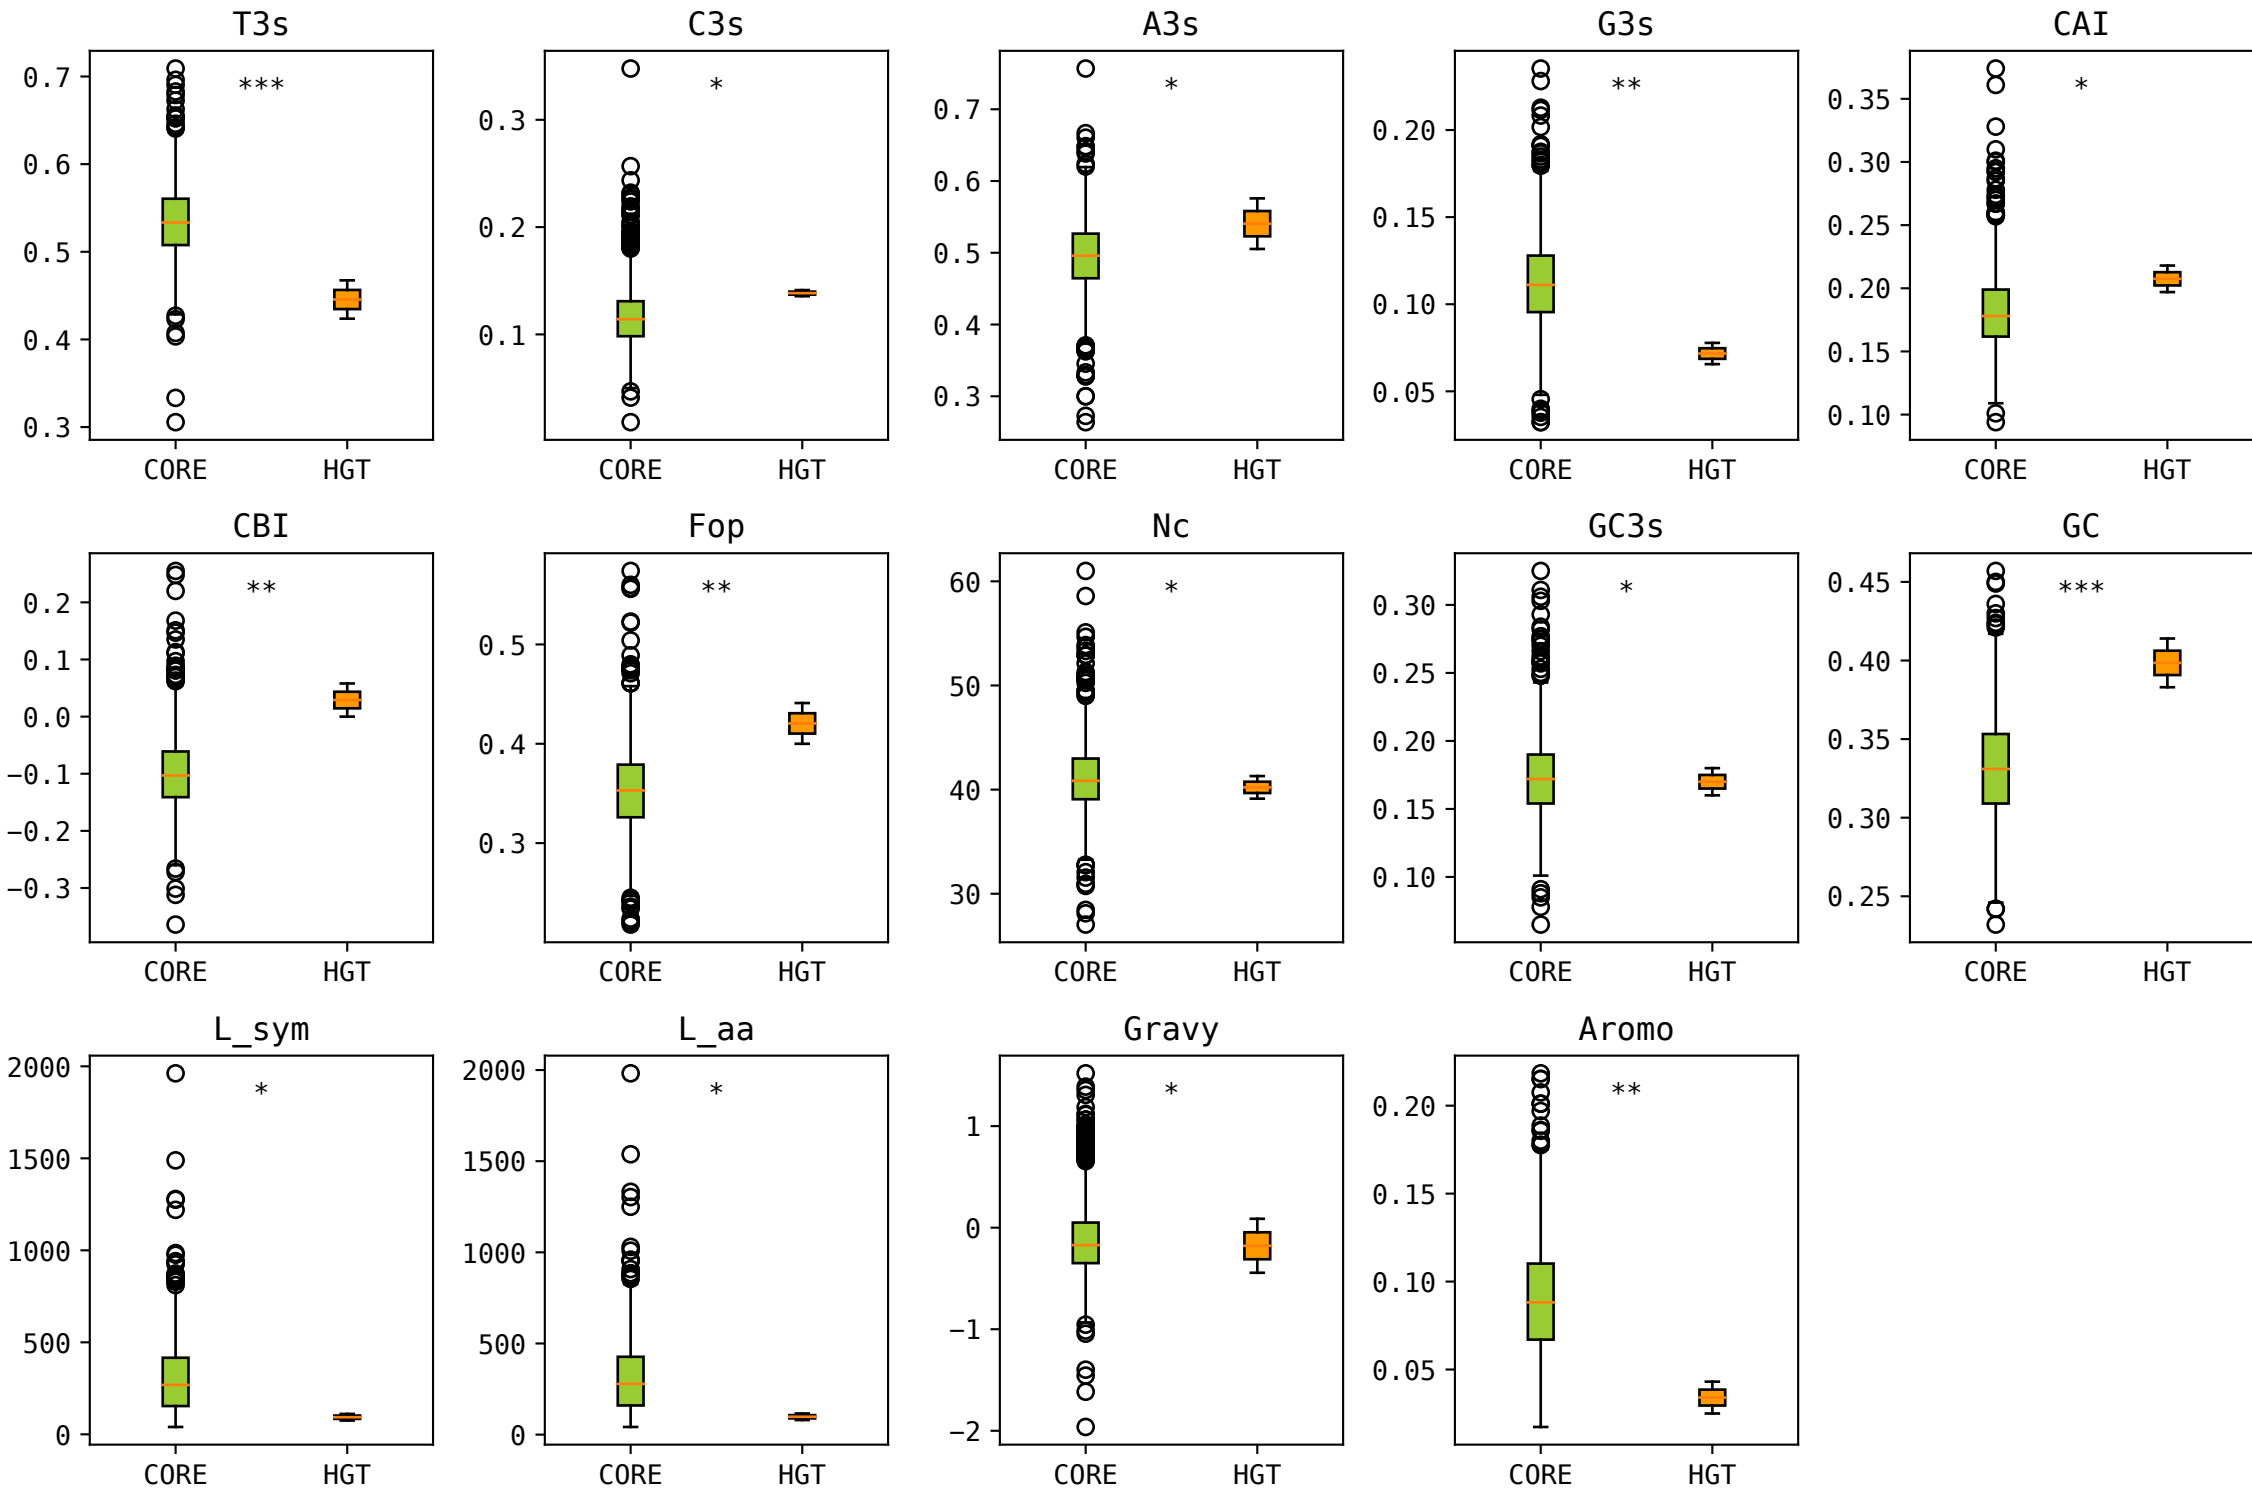 T3s C3s A3s G3s CAI
*** * * ** *
0.7 0.6 0.5 0.4 0.3
0.3 0.2 0.1
0.7 0.6 0.5 0.4 0.3
0.20 0.15 0.10 0.05
0.35 0.30 0.25 0.20 0.15 0.10
CORE HGT CORE HGT CORE HGT CORE HGT CORE HGT
CBI Fop Nc GC3s GC
** ** * * ***
0.2 0.1 0.0 −0.1 −0.2 −0.3
0.5 0.4 0.3
60 50 40 30
0.30 0.25 0.20 0.15 0.10
0.45 0.40 0.35 0.30 0.25
CORE HGT CORE HGT CORE HGT CORE HGT CORE HGT
L_sym L_aa Gravy Aromo
* * * **
2000 1500 1000 500 0
2000 1500 1000 500 0
1 0 −1 −2
0.20 0.15 0.10 0.05
CORE HGT CORE HGT CORE HGT CORE HGT